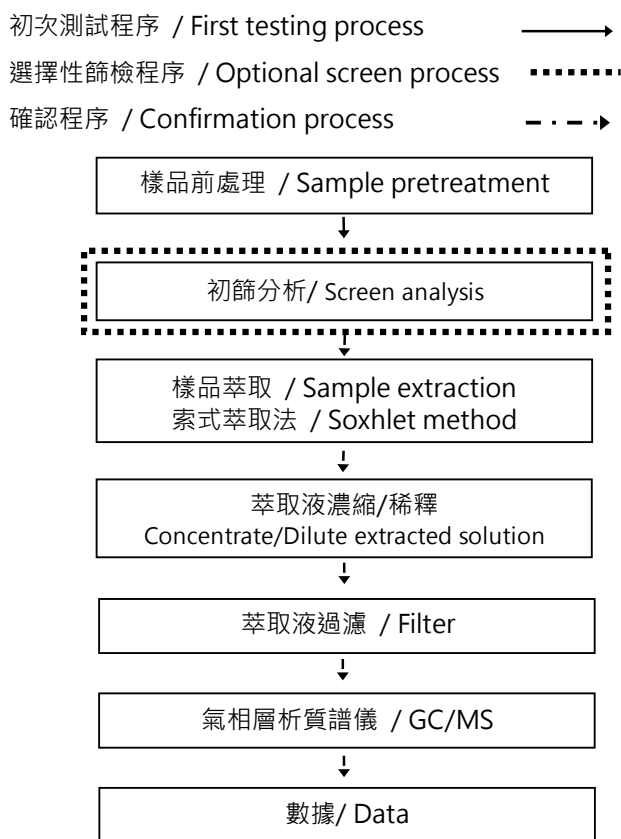 初次測試程序 / First testing process
選擇性篩檢程序 / Optional screen process
確認程序 / Confirmation process
樣品前處理 / Sample pretreatment
初篩分析/ Screen analysis
樣品萃取 / Sample extraction
索式萃取法 / Soxhlet method
萃取液濃縮/稀釋
Concentrate/Dilute extracted solution
萃取液過濾 / Filter
氣相層析質譜儀 / GC/MS
數據/ Data